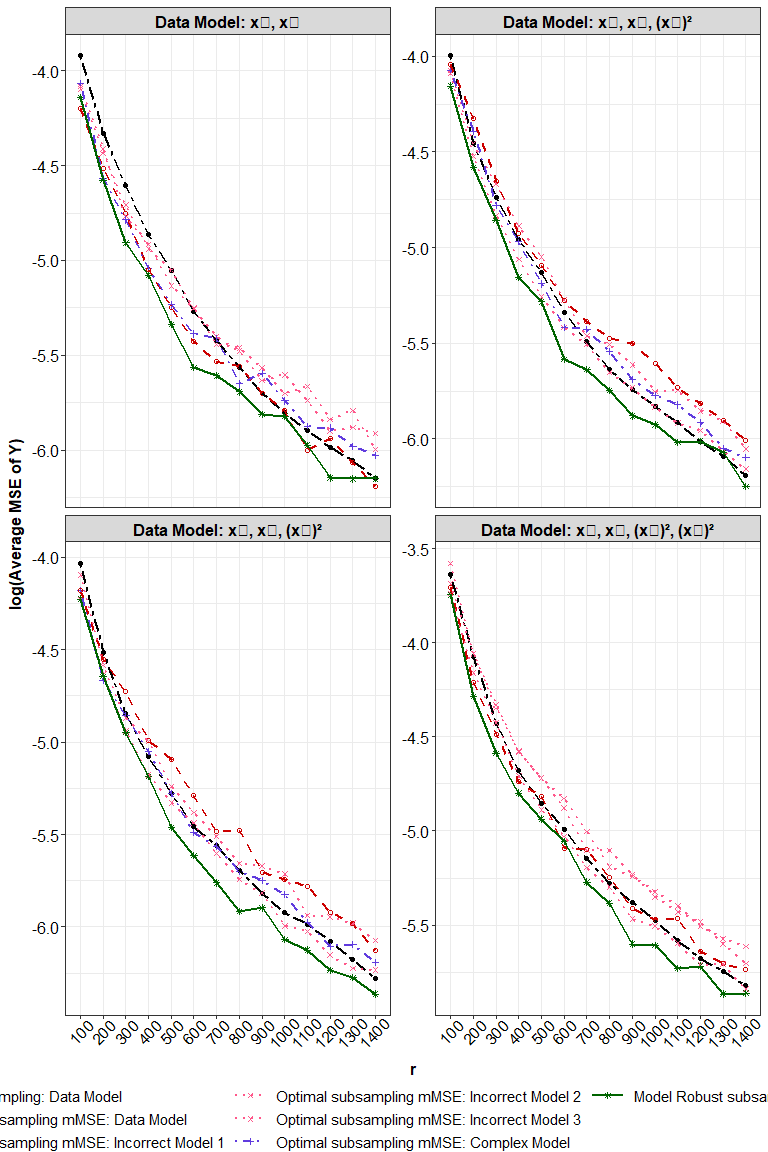 Data Model: x▯, x▯
Data Model: x▯, x▯, (x▯)²
-4.0
-4.5
-5.0
-5.5
-6.0
-4.0
-4.5
-5.0
-5.5
-6.0
log(Average MSE of Y)
Data Model: x▯, x▯, (x▯)²
Data Model: x▯, x▯, (x▯)², (x▯)²
-4.0
-4.5
-5.0
-5.5
-6.0
-3.5
-4.0
-4.5
-5.0
-5.5
100 200 300 400 500 600 700 800 900 1000 1100 1200 1300 1400
100 200 300 400 500 600 700 800 900 1000 1100 1200 1300 1400
r
mpling: Data Model
Optimal subsampling mMSE: Incorrect Model 2
Model Robust subsa
sampling mMSE: Data Model
Optimal subsampling mMSE: Incorrect Model 3
sampling mMSE: Incorrect Model 1
Optimal subsampling mMSE: Complex Model